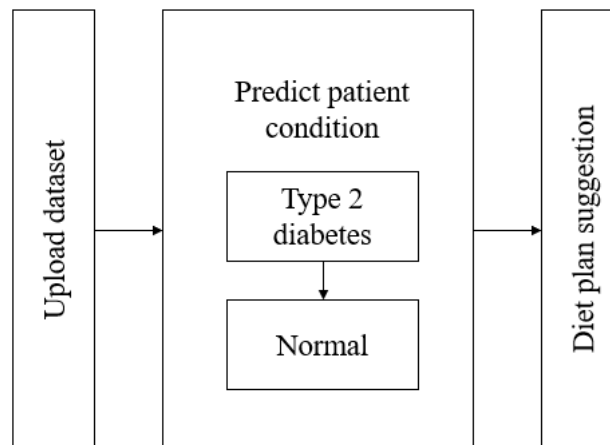 Upload dataset
Predict patient
condition
Type 2
diabetes
Normal
Diet plan suggestion